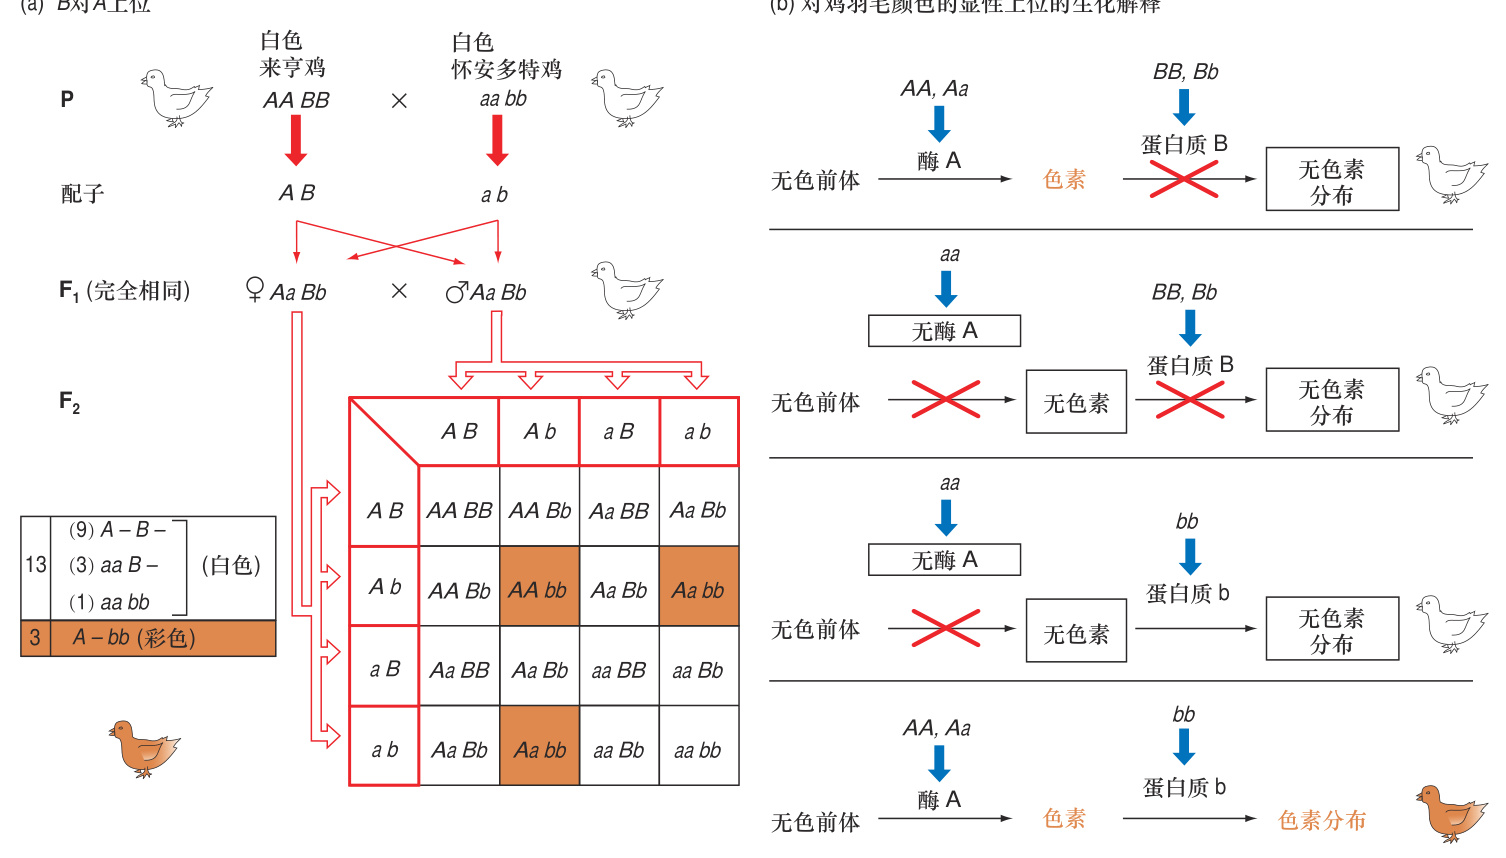 (a) B对A上位
白色
来亨鸡
白色
怀安多特鸡
P
AA BB
×
aa bb
配子
A B
a b
F1 (完全相同)
♀ Aa Bb
×
♂ Aa Bb
F2
A B
A b
a B
a b
A B
AA BB
AA Bb
Aa BB
Aa Bb
A b
AA Bb
AA bb
Aa Bb
Aa bb
a B
Aa BB
Aa Bb
aa BB
aa Bb
a b
Aa Bb
Aa bb
aa Bb
aa bb
13
(9) A – B –
(3) aa B –
(1) aa bb
(白色)
3
A – bb (彩色)
(b) 对鸡羽毛颜色的显性上位的生化解释
AA, Aa
BB, Bb
酶 A
蛋白质 B
无色前体
色素
无色素
分布
aa
BB, Bb
无酶 A
蛋白质 B
无色前体
无色素
无色素
分布
aa
bb
无酶 A
蛋白质 b
无色前体
无色素
无色素
分布
AA, Aa
bb
酶 A
蛋白质 b
无色前体
色素
色素分布